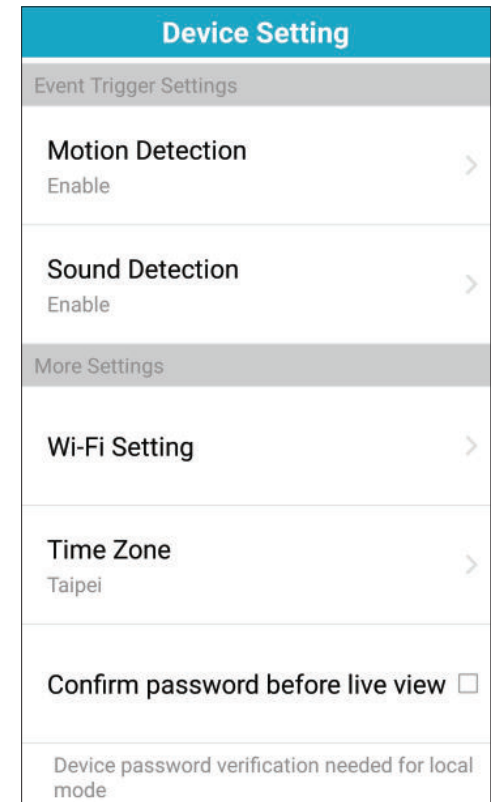 Device Setting
Event Trigger Settings
Motion Detection
Enable
Sound Detection
Enable
More Settings
Wi-Fi Setting
Time Zone
Taipei
Confirm password before live view
Device password verification needed for local
mode